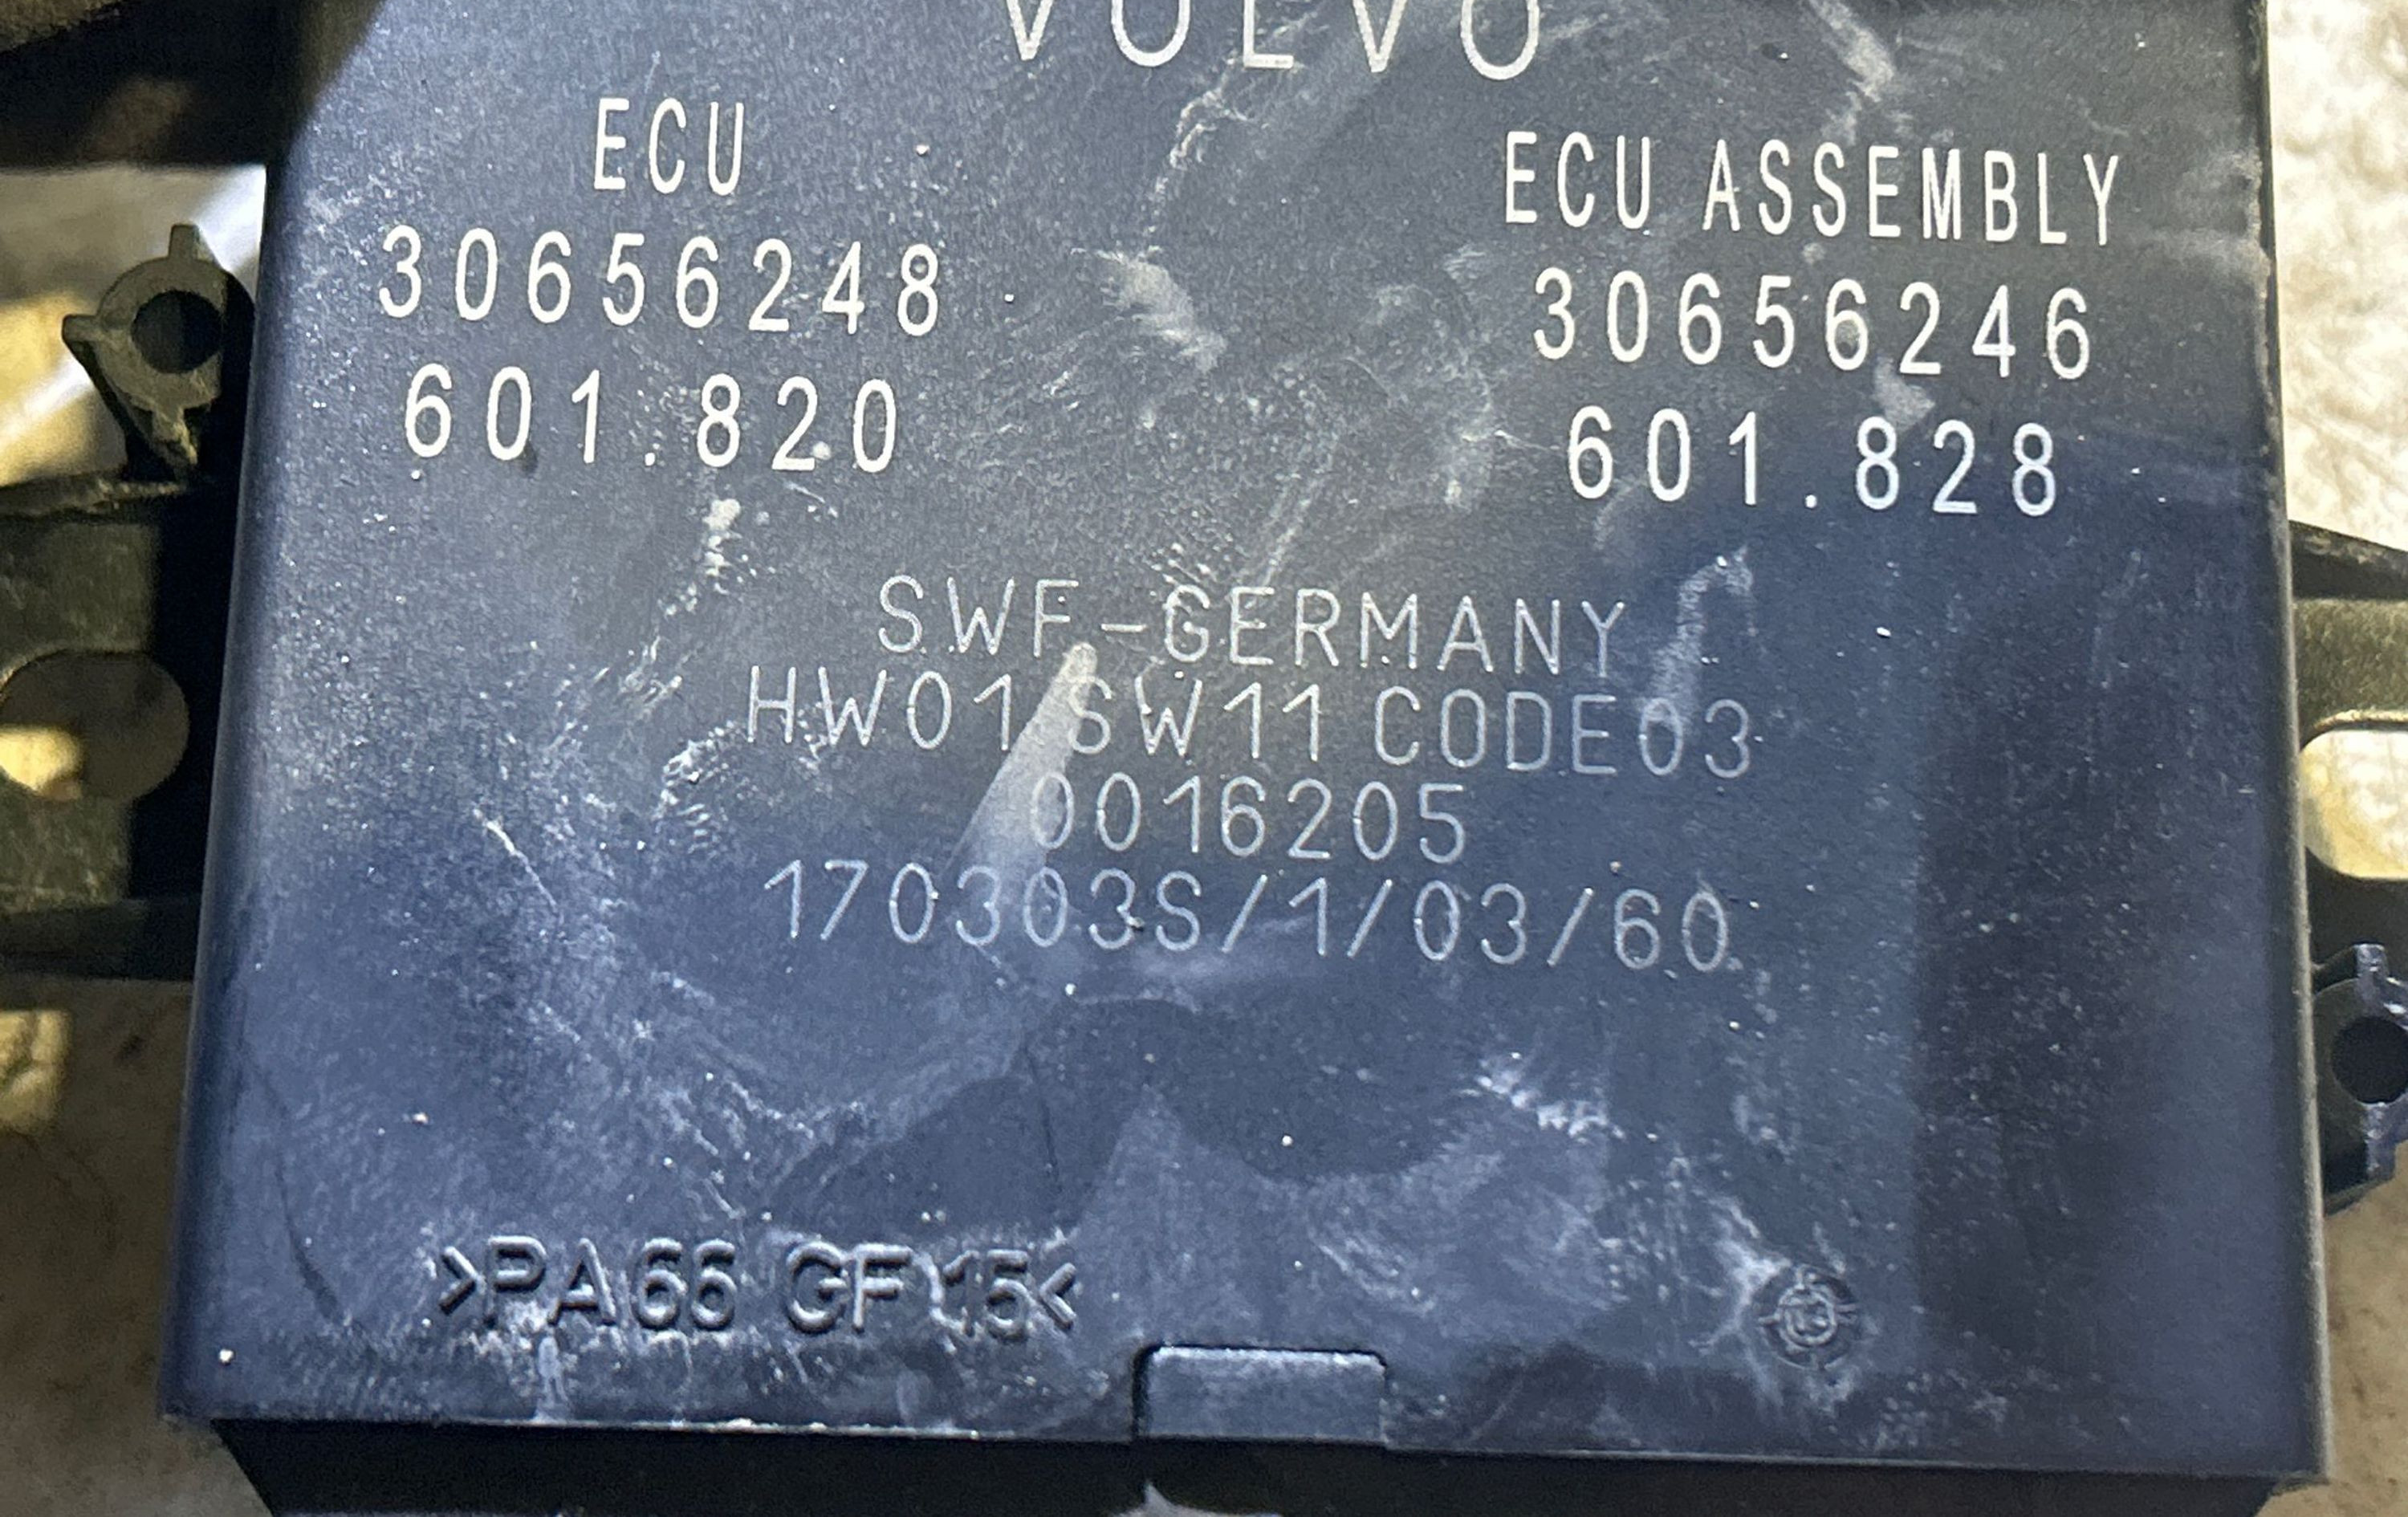 VOLVO
ECU
30656248
601.820
ECU ASSEMBLY
30656246
601.828
SWF-GERMANY
HW01 SW11 CODE03
0016205
170303S/1/03/60
>PA66 GF15<